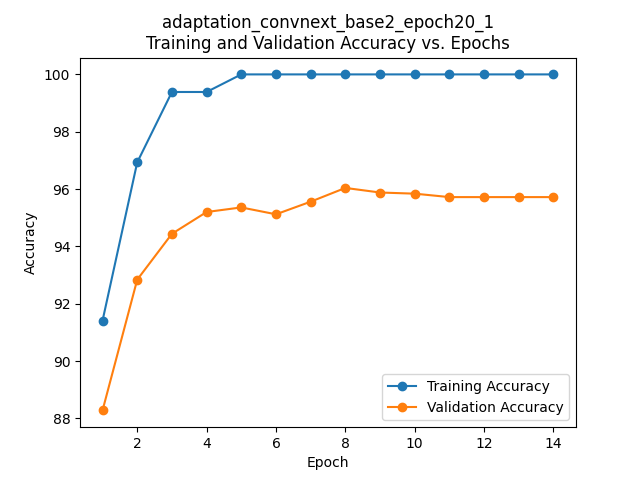 adaptation_convnext_base2_epoch20_1
Training and Validation Accuracy vs. Epochs
100
98
96
94
92
90
88
Accuracy
2
4
6
8
10
12
14
Epoch
Training Accuracy
Validation Accuracy